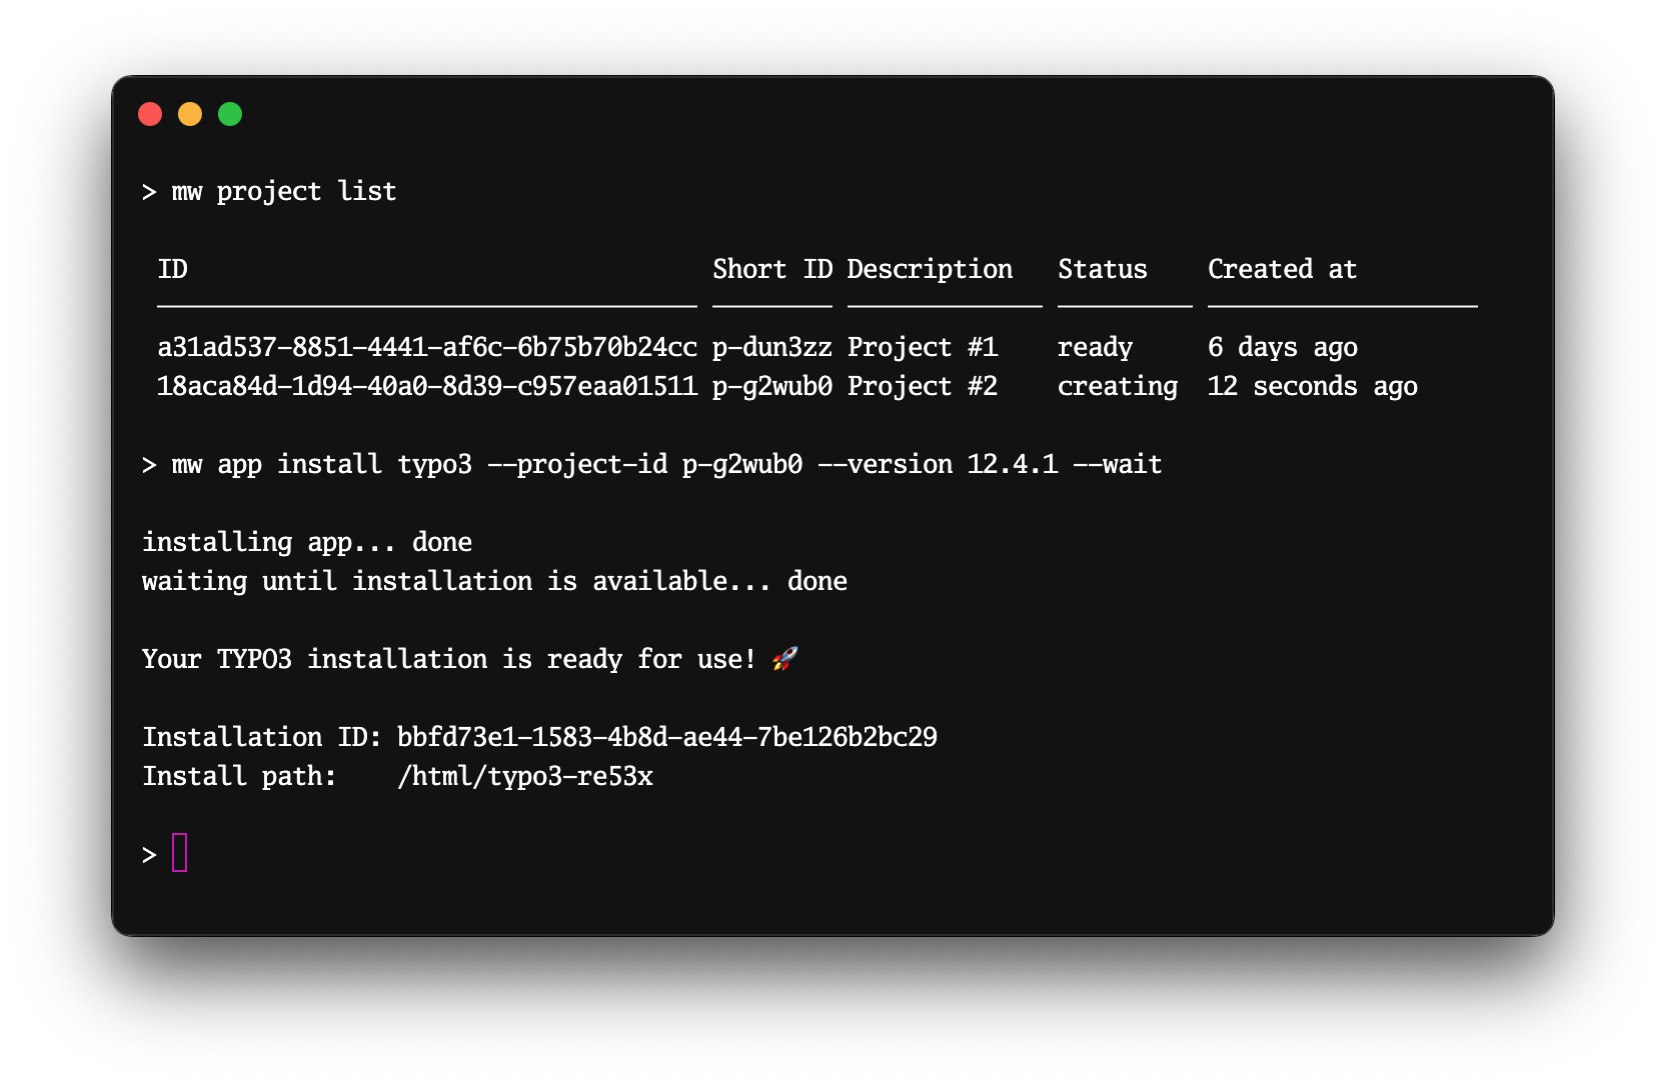 > mw project list
ID Short ID Description Status Created at
a31ad537-8851-4441-af6c-6b75b70b24cc p-dun3zz Project #1 ready 6 days ago
18aca84d-1d94-40a0-8d39-c957eaa01511 p-g2wub0 Project #2 creating 12 seconds ago
> mw app install typo3 --project-id p-g2wub0 --version 12.4.1 --wait
installing app... done
waiting until installation is available... done
Your TYPO3 installation is ready for use! 🚀
Installation ID: bbfd73e1-1583-4b8d-ae44-7be126b2bc29
Install path: /html/typo3-re53x
>